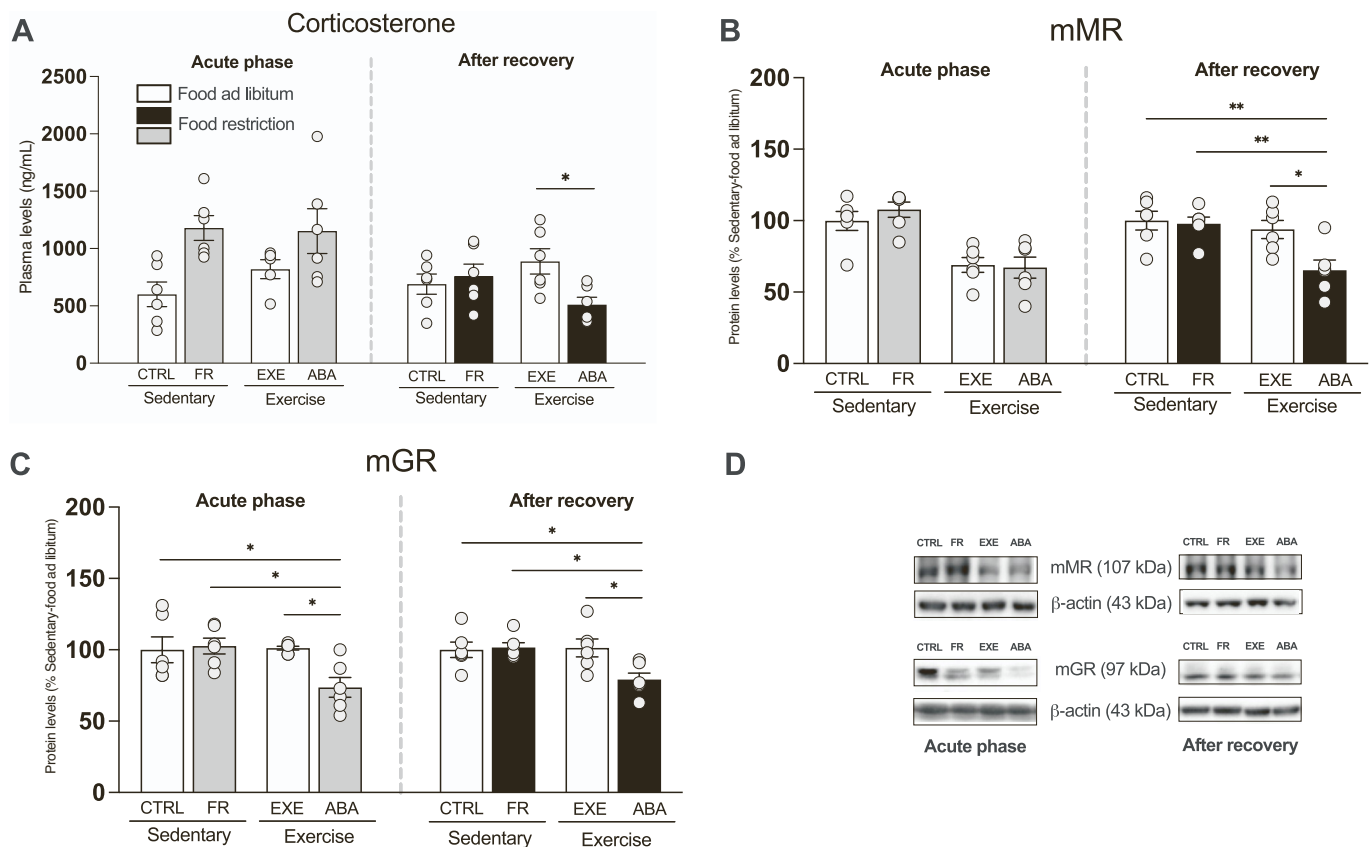 A
Corticosterone
Acute phase
After recovery
Food ad libitum
Food restriction
Plasma levels (ng/mL)
2500
2000
1500
1000
500
0
*
CTRL FR EXE ABA CTRL FR EXE ABA
Sedentary Exercise Sedentary Exercise
B
mMR
Acute phase
After recovery
Protein levels (% Sedentary-food ad libitum)
200
150
100
50
0
**
**
*
CTRL FR EXE ABA CTRL FR EXE ABA
Sedentary Exercise Sedentary Exercise
C
mGR
Acute phase
After recovery
Protein levels (% Sedentary-food ad libitum)
200
150
100
50
0
*
*
*
*
*
*
CTRL FR EXE ABA CTRL FR EXE ABA
Sedentary Exercise Sedentary Exercise
D
CTRL FR EXE ABA CTRL FR EXE ABA
mMR (107 kDa)
β-actin (43 kDa)
CTRL FR EXE ABA CTRL FR EXE ABA
mGR (97 kDa)
β-actin (43 kDa)
Acute phase After recovery